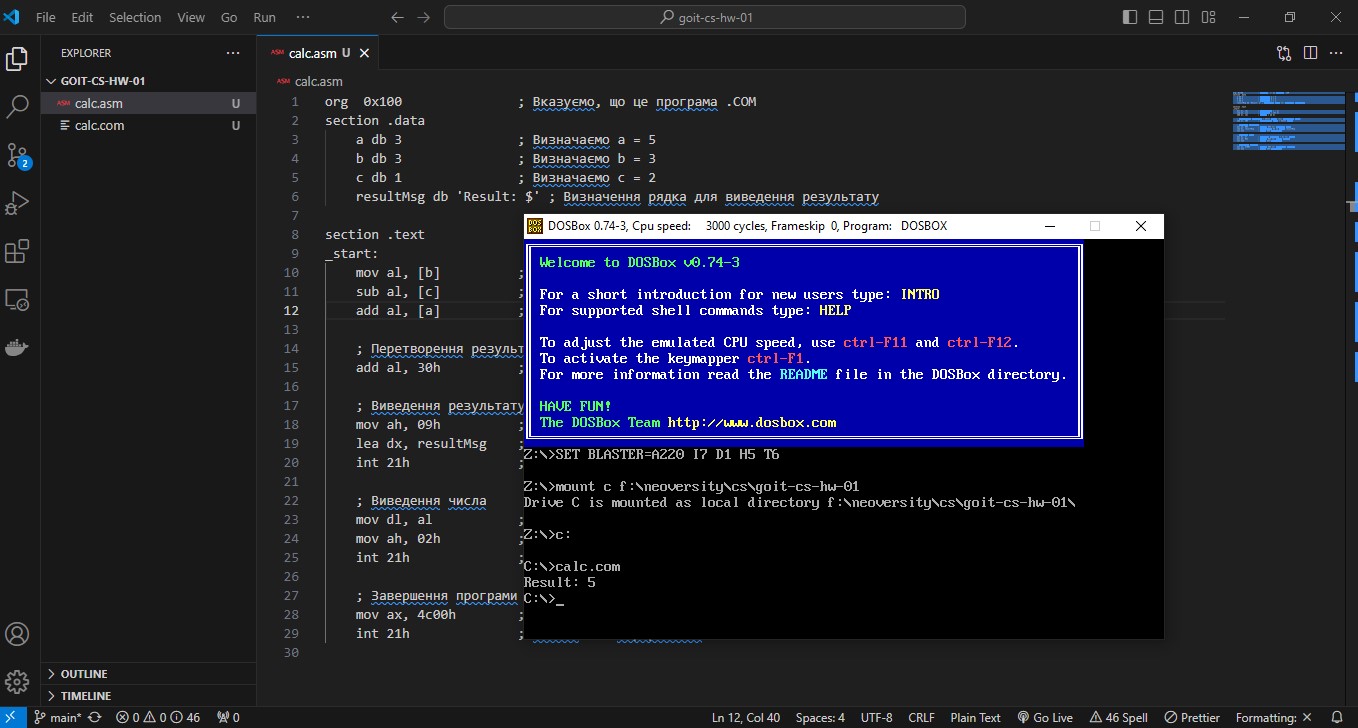 File Edit Selection View Go Run ···
goit-cs-hw-01
EXPLORER
GOIT-CS-HW-01
ASM calc.asm U
calc.com U
OUTLINE
TIMELINE
ASM calc.asm U
ASM calc.asm
1 org  0x100 ; Вказуємо, що це програма .COM
2 section .data
3 a db 3 ; Визначаємо a = 5
4 b db 3 ; Визначаємо b = 3
5 c db 1 ; Визначаємо c = 2
6 resultMsg db 'Result: $' ; Визначення рядка для виведення результату
7
8 section .text
9 _start:
10 mov al, [b] ;
11 sub al, [c] ;
12 add al, [a] ;
13
14 ; Перетворення резуль
15 add al, 30h ;
16
17 ; Виведення результату
18 mov ah, 09h ;
19 lea dx, resultMsg ;
20 int 21h ;
21
22 ; Виведення числа
23 mov dl, al ;
24 mov ah, 02h ;
25 int 21h ;
26
27 ; Завершення програми
28 mov ax, 4c00h ;
29 int 21h ;
30
DOSBox 0.74-3, Cpu speed: 3000 cycles, Frameskip 0, Program: DOSBOX
Welcome to DOSBox v0.74-3
For a short introduction for new users type: INTRO
For supported shell commands type: HELP
To adjust the emulated CPU speed, use ctrl-F11 and ctrl-F12.
To activate the keymapper ctrl-F1.
For more information read the README file in the DOSBox directory.
HAVE FUN!
The DOSBox Team http://www.dosbox.com
Z:\>SET BLASTER=A220 I7 D1 H5 T6
Z:\>mount c f:\neoversity\cs\goit-cs-hw-01
Drive C is mounted as local directory f:\neoversity\cs\goit-cs-hw-01\
Z:\>c:
C:\>calc.com
Result: 5
C:\>_
2
main* 0 0 46 0 Ln 12, Col 40 Spaces: 4 UTF-8 CRLF Plain Text Go Live 46 Spell Prettier Formatting: ×